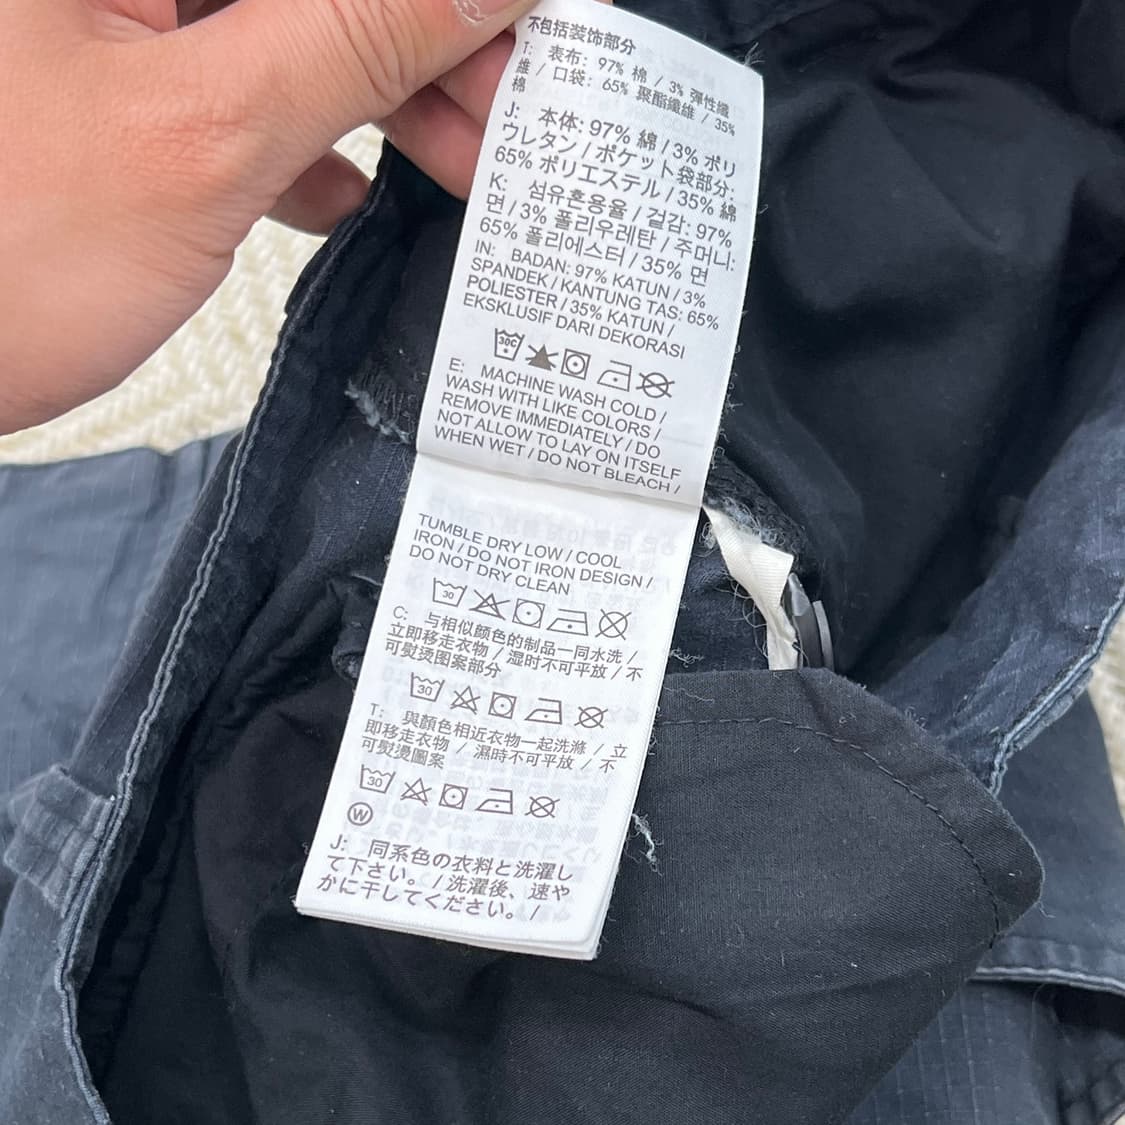 不包括装饰部分
T: 表布: 97% 棉 / 3% 彈性纖
維 / 口袋: 65% 聚酯纖維 / 35%
棉
J: 本体: 97% 綿 / 3% ポリ
ウレタン / ポケット袋部分:
65% ポリエステル / 35% 綿
K: 섬유혼용율 / 겉감: 97%
면 / 3% 폴리우레탄 / 주머니:
65% 폴리에스터 / 35% 면
IN: BADAN: 97% KATUN / 3%
SPANDEK / KANTUNG TAS: 65%
POLIESTER / 35% KATUN /
EKSKLUSIF DARI DEKORASI
30C
E: MACHINE WASH COLD /
WASH WITH LIKE COLORS /
REMOVE IMMEDIATELY / DO
NOT ALLOW TO LAY ON ITSELF
WHEN WET / DO NOT BLEACH /
TUMBLE DRY LOW / COOL
IRON / DO NOT IRON DESIGN /
DO NOT DRY CLEAN
30
C: 与相似颜色的制品一同水洗 /
立即移走衣物 / 湿时不可平放 / 不
可熨烫图案部分
30
T: 與顏色相近衣物一起洗滌 / 立
即移走衣物 / 濕時不可平放 / 不
可熨燙圖案
30
W
J: 同系色の衣料と洗濯し
て下さい。 / 洗濯後、速や
かに干してください。 /